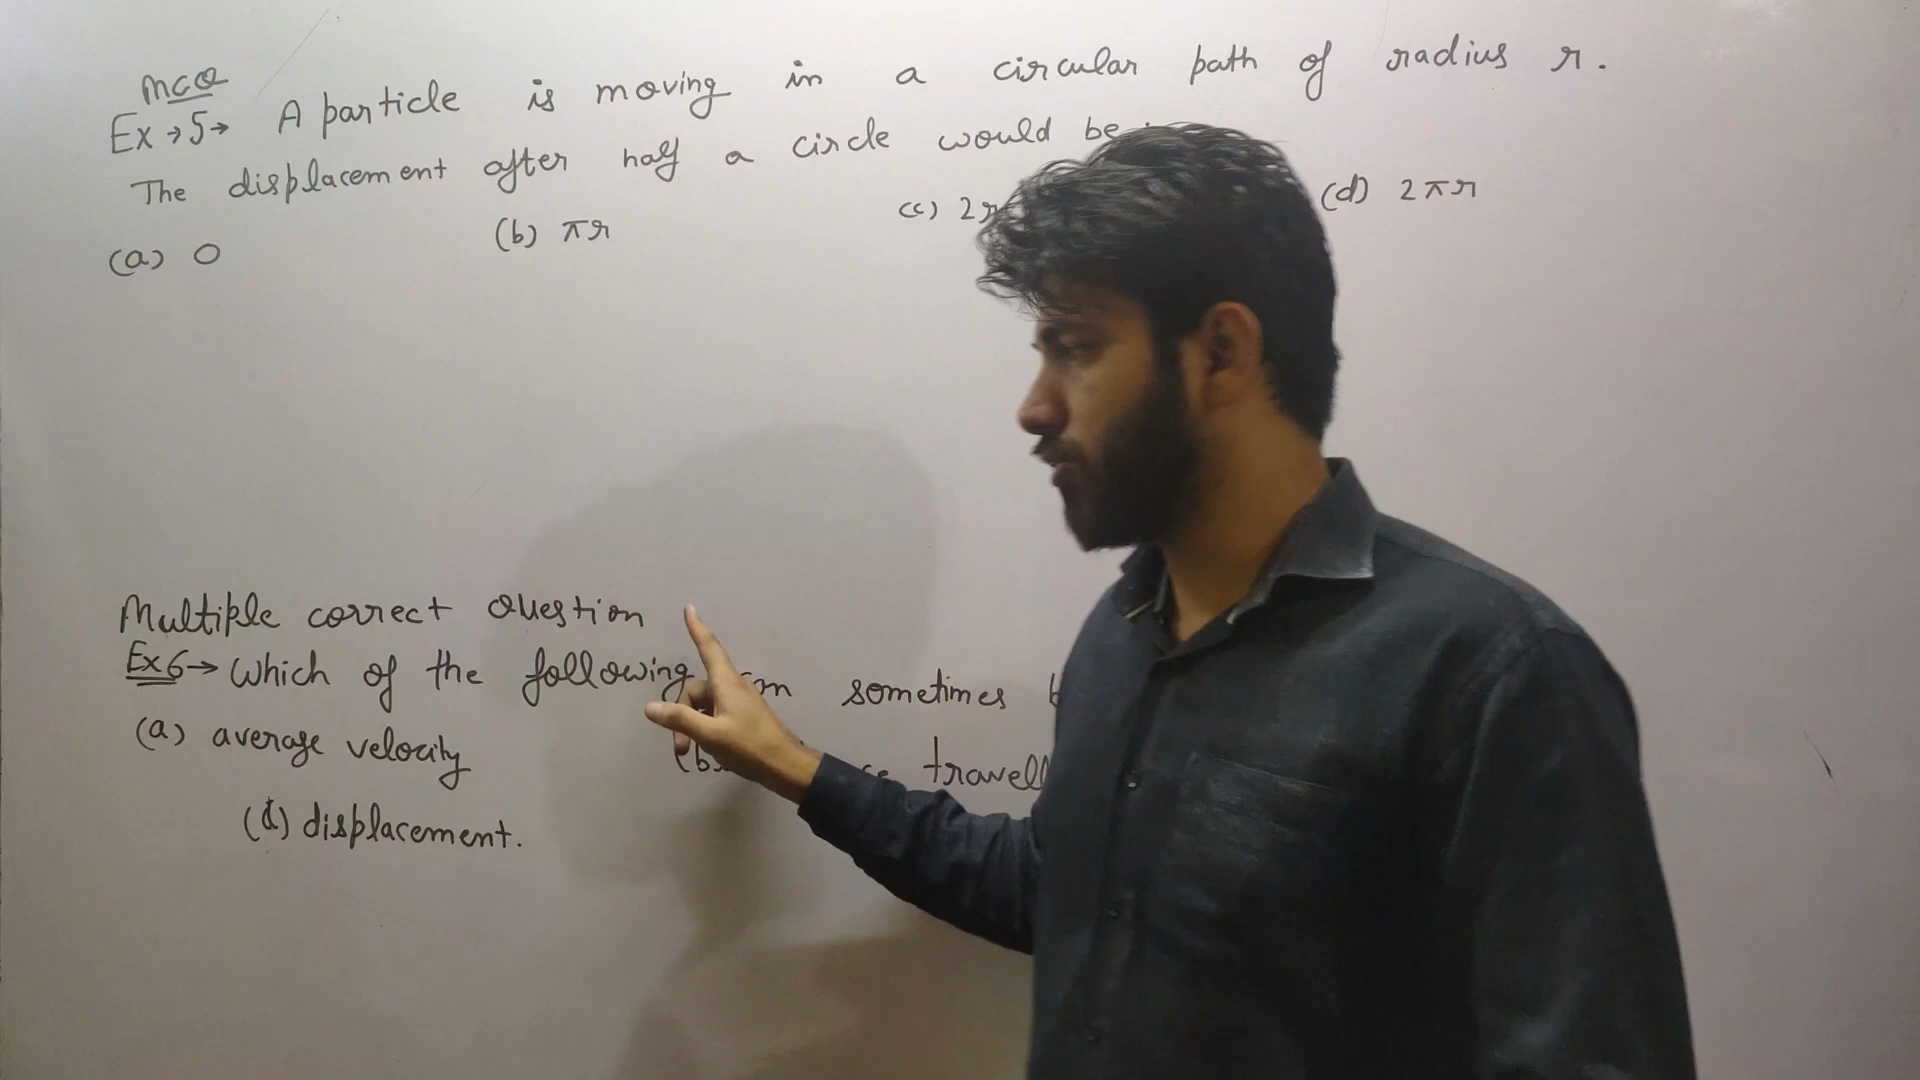 MCQ
Ex → 5 → A particle is moving in a circular path of radius r.
The displacement after half a circle would be
(a) 0 (b) πr (c) 2r (d) 2πr
Multiple correct Question
Ex6 → Which of the following sometimes
(a) average velocity (b)
(d) displacement.